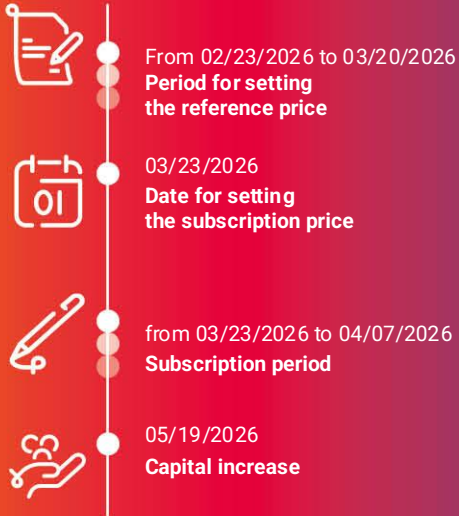 From 02/23/2026 to 03/20/2026
Period for setting
the reference price
03/23/2026
Date for setting
the subscription price
01
from 03/23/2026 to 04/07/2026
Subscription period
05/19/2026
Capital increase